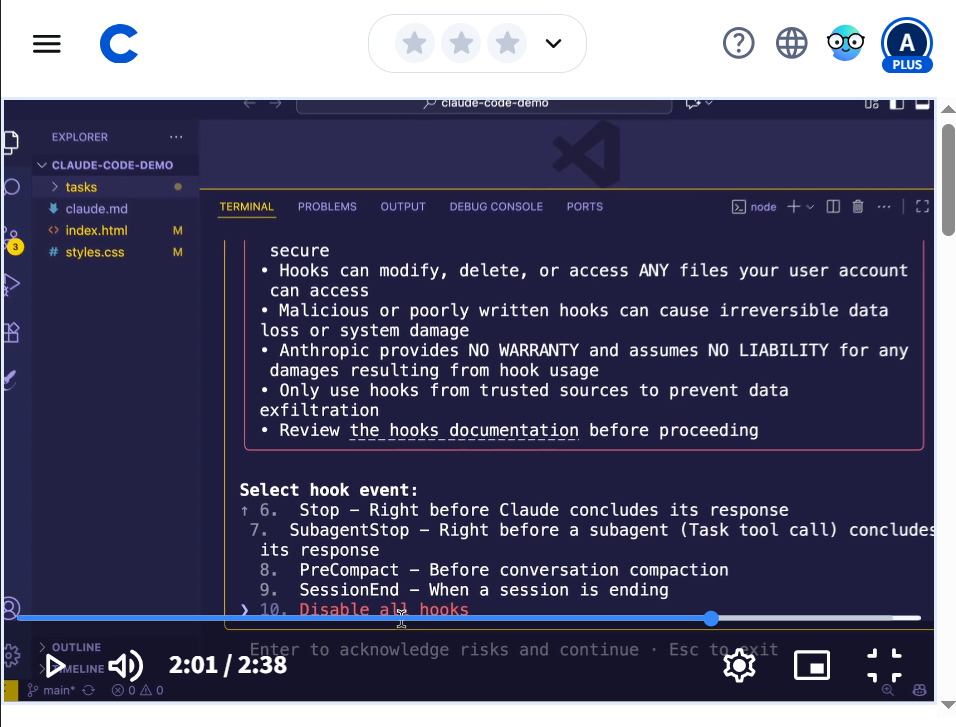 A
PLUS
claude-code-demo
EXPLORER
CLAUDE-CODE-DEMO
tasks
claude.md
index.html M
styles.css M
3
TERMINAL PROBLEMS OUTPUT DEBUG CONSOLE PORTS
node
secure
• Hooks can modify, delete, or access ANY files your user account
can access
• Malicious or poorly written hooks can cause irreversible data
loss or system damage
• Anthropic provides NO WARRANTY and assumes NO LIABILITY for any
damages resulting from hook usage
• Only use hooks from trusted sources to prevent data
exfiltration
• Review the hooks documentation before proceeding
Select hook event:
↑ 6. Stop – Right before Claude concludes its response
7. SubagentStop – Right before a subagent (Task tool call) concludes
its response
8. PreCompact – Before conversation compaction
9. SessionEnd – When a session is ending
❯ 10. Disable all hooks
Enter to acknowledge risks and continue · Esc to exit
OUTLINE
TIMELINE
2:01 / 2:38
main* 0 0